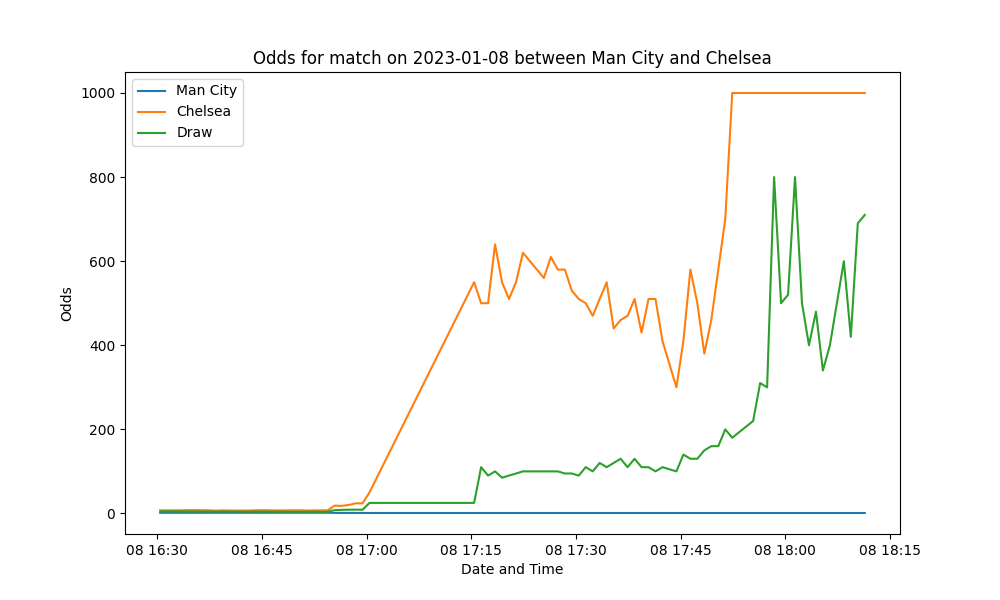 Odds for match on 2023-01-08 between Man City and Chelsea
Man City
Chelsea
Draw
1000
800
600
400
200
0
Odds
08 16:30
08 16:45
08 17:00
08 17:15
08 17:30
08 17:45
08 18:00
08 18:15
Date and Time